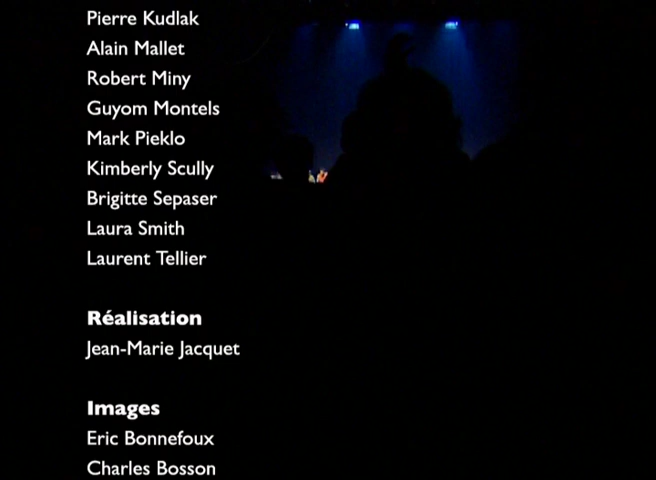 Pierre Kudlak
Alain Mallet
Robert Miny
Guyom Montels
Mark Pieklo
Kimberly Scully
Brigitte Sepaser
Laura Smith
Laurent Tellier
Réalisation
Jean-Marie Jacquet
Images
Eric Bonnefoux
Charles Bosson